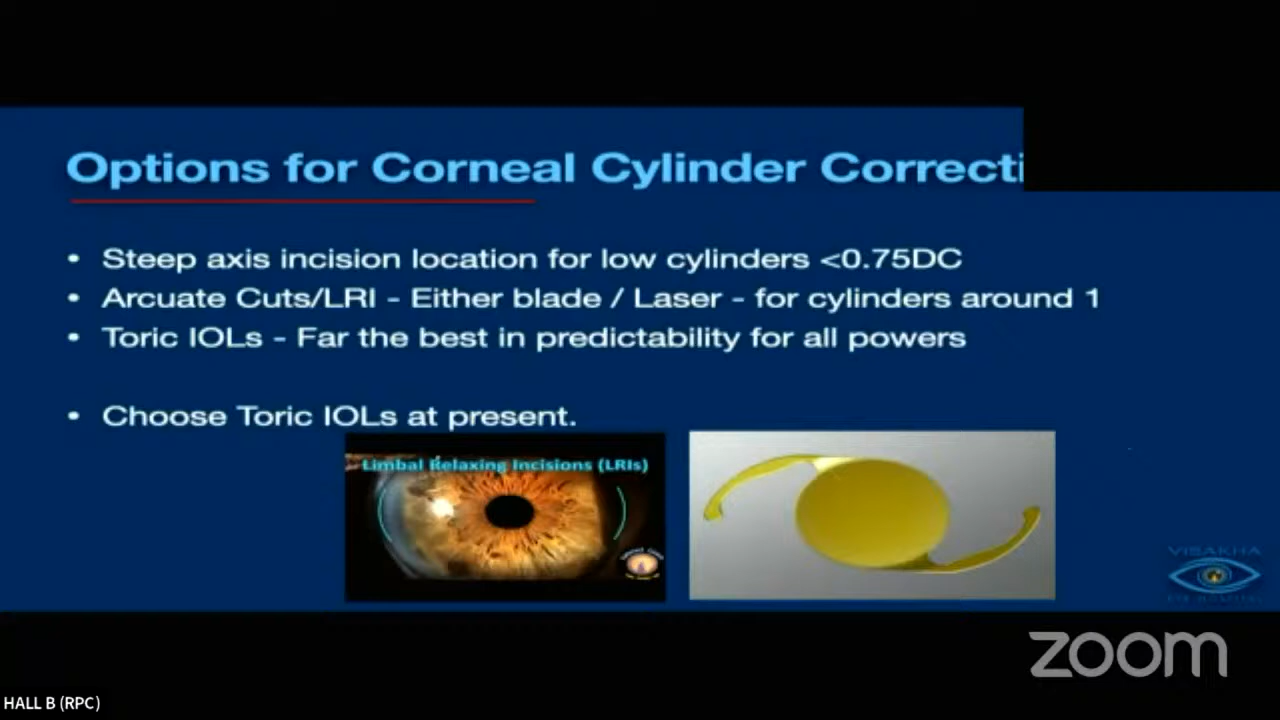 Options for Corneal Cylinder Correcti
• Steep axis incision location for low cylinders <0.75DC
• Arcuate Cuts/LRI - Either blade / Laser - for cylinders around 1
• Toric IOLs - Far the best in predictability for all powers
• Choose Toric IOLs at present.
Limbal Relaxing Incisions (LRIs)
VISAKHA
EYE HOSPITAL
zoom
HALL B (RPC)